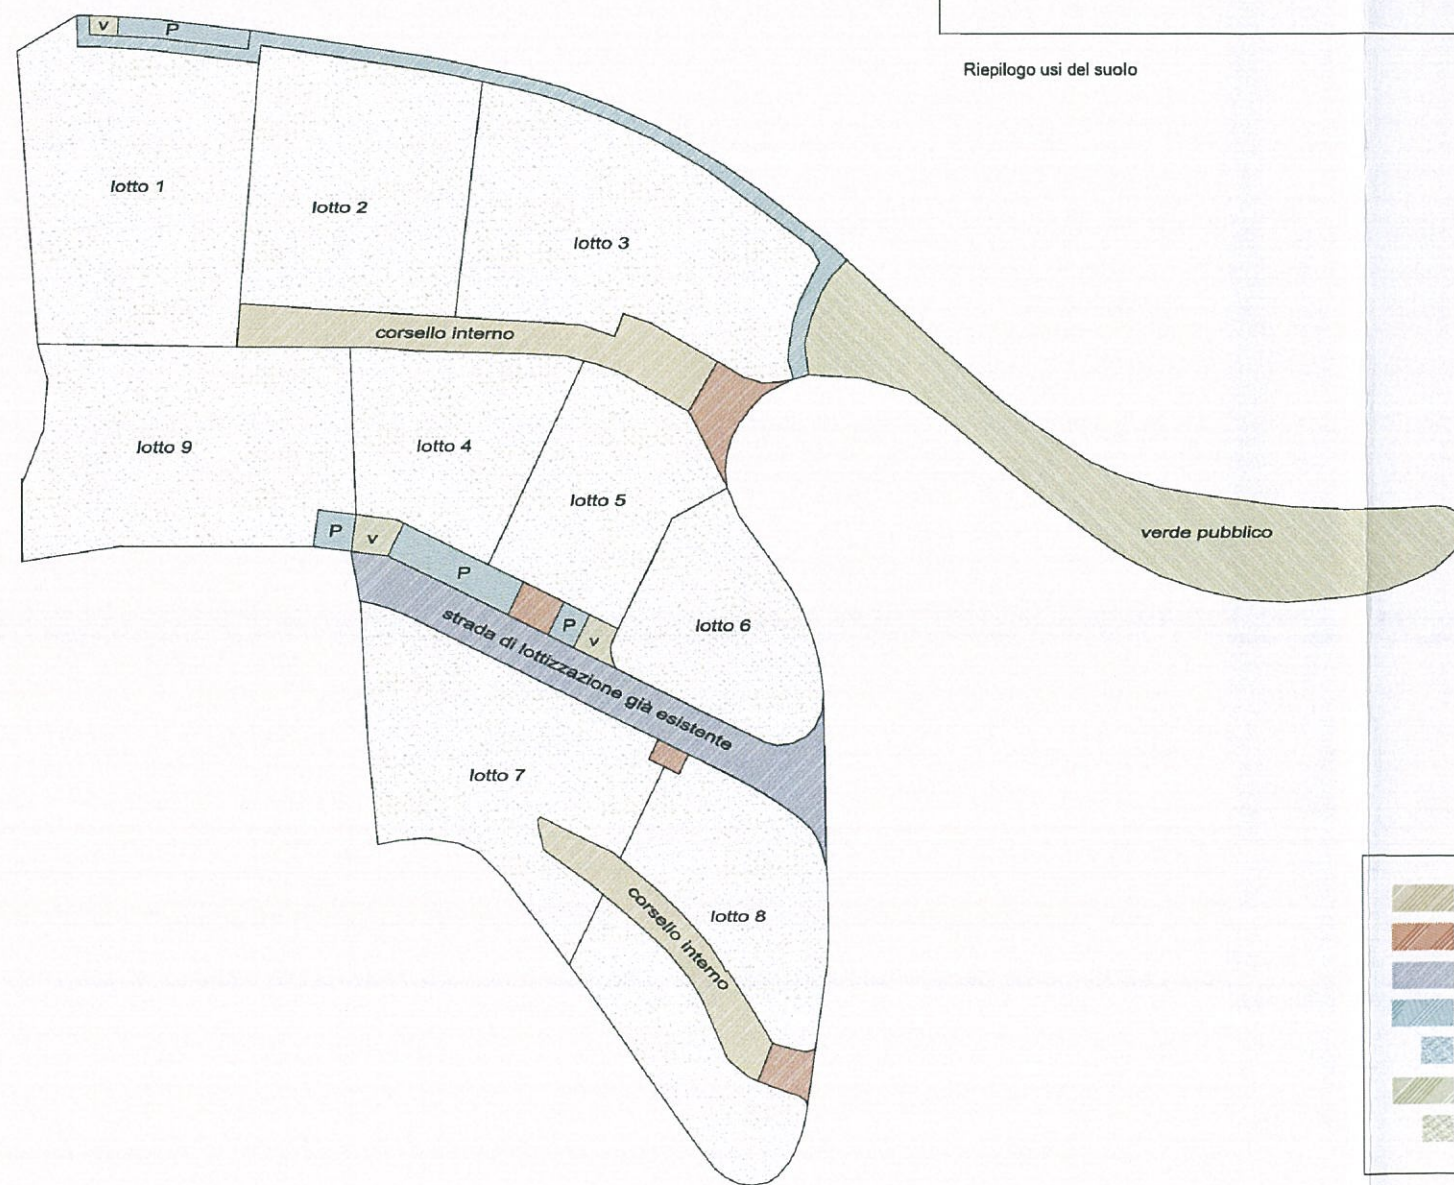 V P
Riepilogo usi del suolo
lotto 1
lotto 2
lotto 3
corsello interno
lotto 9
lotto 4
lotto 5
verde pubblico
P V
P
P V
lotto 6
strada di lottizzazione già esistente
lotto 7
corsello interno
lotto 8